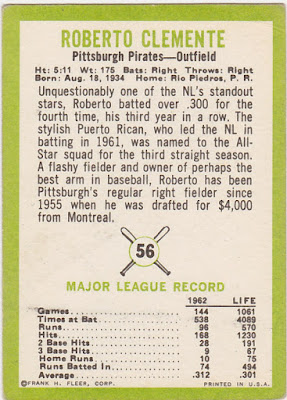 ROBERTO CLEMENTE
Pittsburgh Pirates—Outfield
Ht: 5:11 Wt: 175 Bats: Right Throws: Right
Born: Aug. 18, 1934 Home: Rio Piedros, P. R.
Unquestionably one of the NL's standout
stars, Roberto batted over .300 for the
fourth time, his third year in a row. The
stylish Puerto Rican, who led the NL in
batting in 1961, was named to the All-
Star squad for the third straight season.
A flashy fielder and owner of perhaps the
best arm in baseball, Roberto has been
Pittsburgh's regular right fielder since
1955 when he was drafted for $4,000
from Montreal.
56
MAJOR LEAGUE RECORD
1962 LIFE
Games 144 1061
Times at Bat 538 4089
Runs 96 570
Hits 168 1230
2 Base Hits 28 191
3 Base Hits 9 67
Home Runs 10 75
Runs Batted In 74 494
Average .312 .301
©FRANK H. FLEER, CORP. PRINTED IN U.S.A.